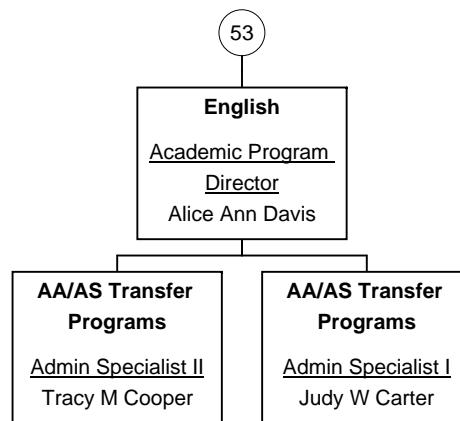 53
English
Academic Program
Director
Alice Ann Davis
AA/AS Transfer
Programs
Admin Specialist II
Tracy M Cooper
AA/AS Transfer
Programs
Admin Specialist I
Judy W Carter